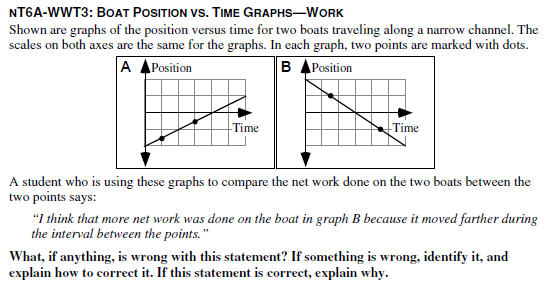 NT6A-WWT3: BOAT POSITION VS. TIME GRAPHS—WORK
Shown are graphs of the position versus time for two boats traveling along a narrow channel. The
scales on both axes are the same for the graphs. In each graph, two points are marked with dots.
A Position
Time
B Position
Time
A student who is using these graphs to compare the net work done on the two boats between the
two points says:
“I think that more net work was done on the boat in graph B because it moved farther during
the interval between the points.”
What, if anything, is wrong with this statement? If something is wrong, identify it, and
explain how to correct it. If this statement is correct, explain why.